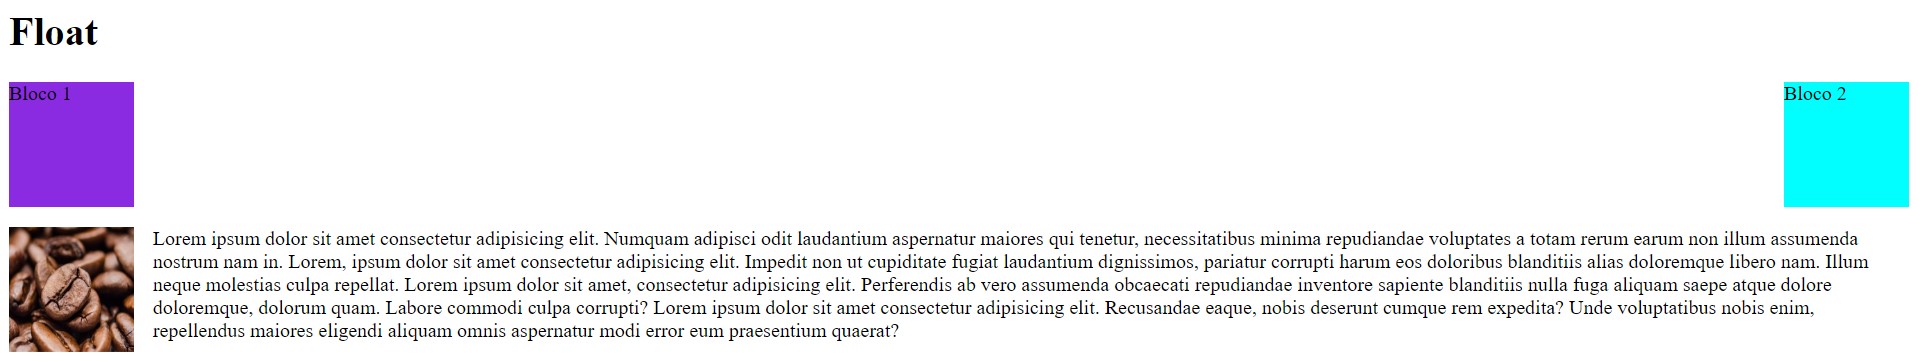 Float
Bloco 1
Bloco 2
Lorem ipsum dolor sit amet consectetur adipisicing elit. Numquam adipisci odit laudantium aspernatur maiores qui tenetur, necessitatibus minima repudiandae voluptates a totam rerum earum non illum assumenda
nostrum nam in. Lorem, ipsum dolor sit amet consectetur adipisicing elit. Impedit non ut cupiditate fugiat laudantium dignissimos, pariatur corrupti harum eos doloribus blanditiis alias doloremque libero nam. Illum
neque molestias culpa repellat. Lorem ipsum dolor sit amet, consectetur adipisicing elit. Perferendis ab vero assumenda obcaecati repudiandae inventore sapiente blanditiis nulla fuga aliquam saepe atque dolore
doloremque, dolorum quam. Labore commodi culpa corrupti? Lorem ipsum dolor sit amet consectetur adipisicing elit. Recusandae eaque, nobis deserunt cumque rem expedita? Unde voluptatibus nobis enim,
repellendus maiores eligendi aliquam omnis aspernatur modi error eum praesentium quaerat?